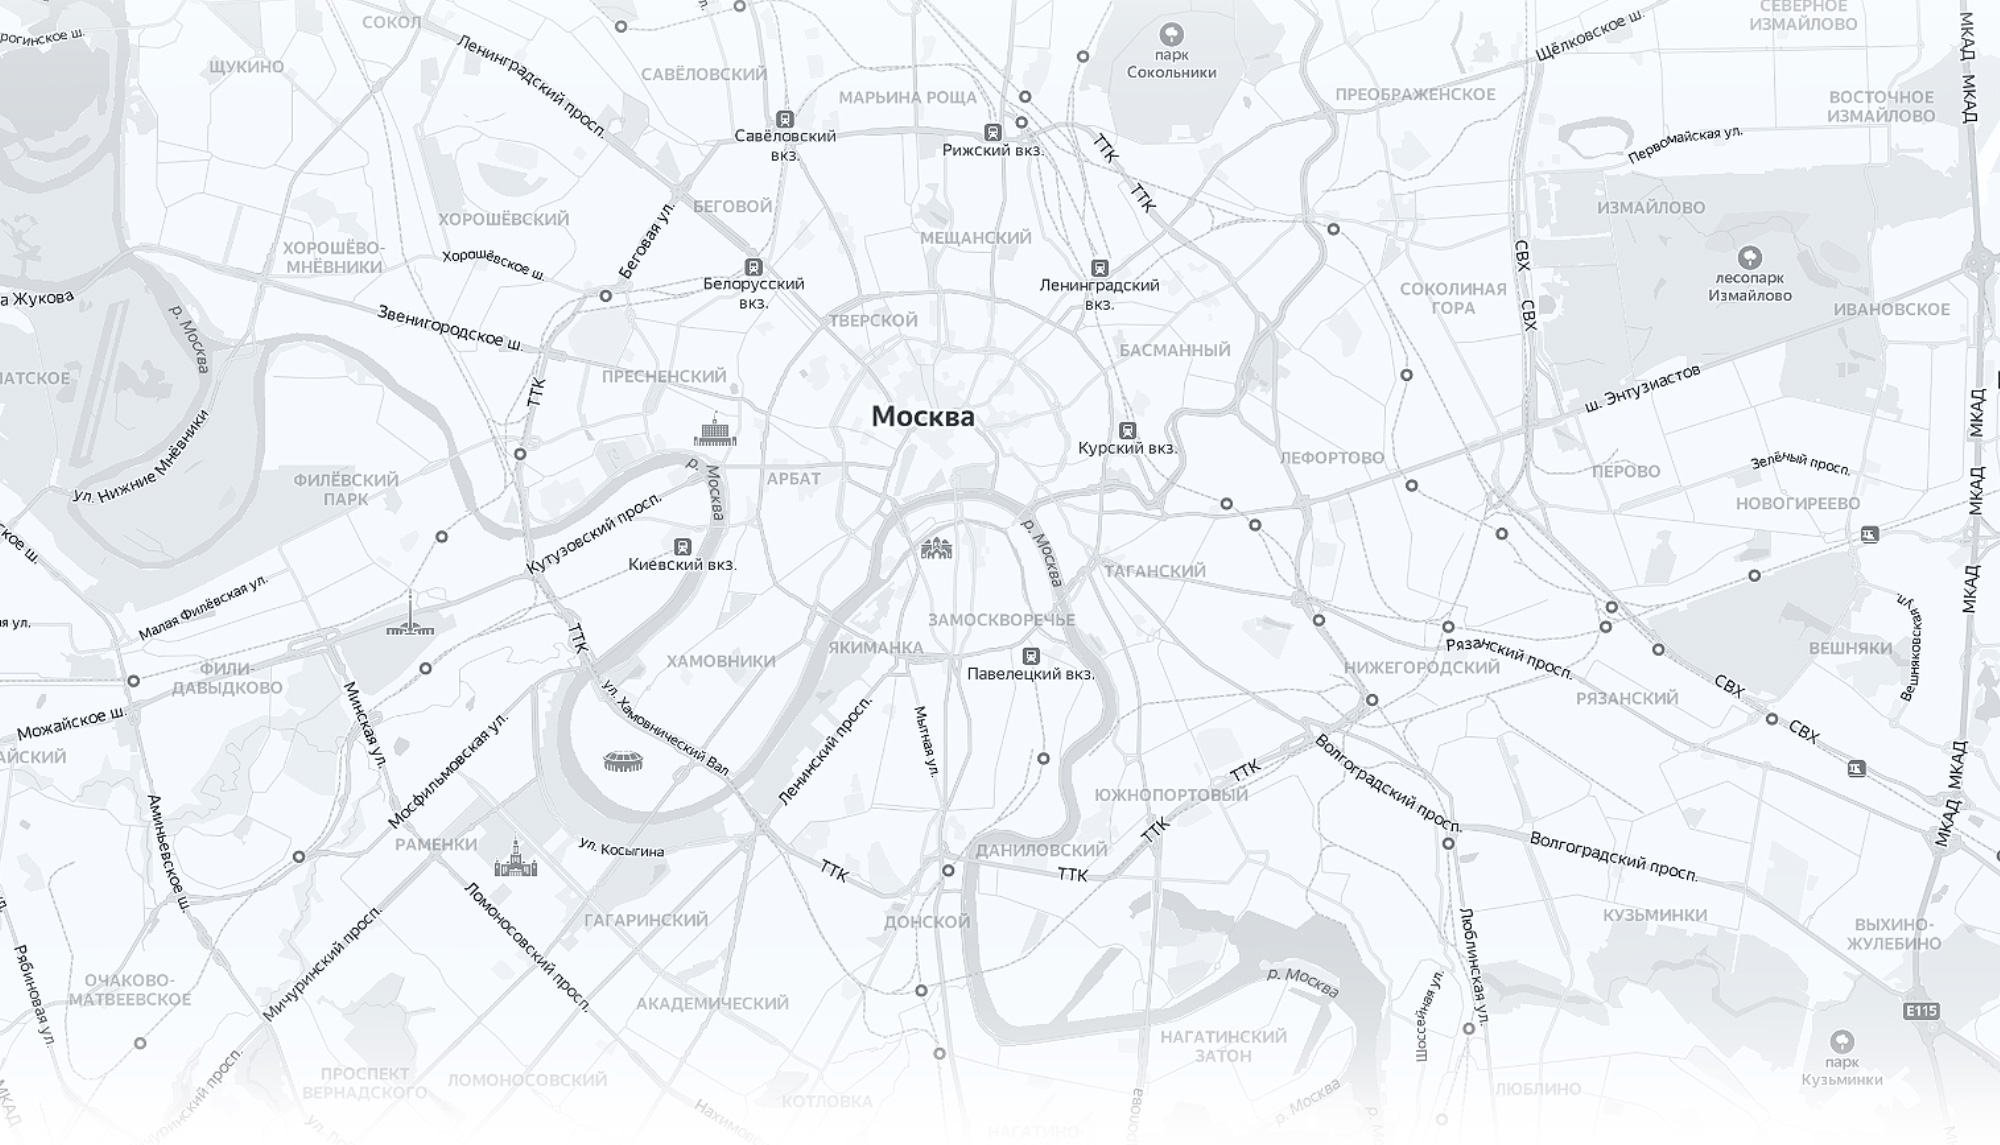 СОКОЛ
СЕВЕРНОЕ
ИЗМАЙЛОВО
Ленинградский просп.
Щёлковское ш.
МКАД
МКАД
парк
Сокольники
ЩУКИНО
САВЁЛОВСКИЙ
МАРЬИНА РОЩА
ПРЕОБРАЖЕНСКОЕ
ВОСТОЧНОЕ
ИЗМАЙЛОВО
Савёловский
вкз.
Рижский вкз.
ТТК
Первомайская ул.
ТТК
ХОРОШЁВСКИЙ
БЕГОВОЙ
Беговая ул.
МЕЩАНСКИЙ
ИЗМАЙЛОВО
ХОРОШЁВО-
МНЁВНИКИ
Хорошёвское ш.
СВХ
Белорусский
вкз.
Ленинградский
вкз.
СОКОЛИНАЯ
ГОРА
лесопарк
Измайлово
а Жукова
р. Москва
Звенигородское ш.
ТВЕРСКОЙ
СВХ
ИВАНОВСКОЕ
БАСМАННЫЙ
АТСКОЕ
ПРЕСНЕНСКИЙ
ТТК
ш. Энтузиастов
МКАД
Москва
ул. Нижние Мнёвники
Курский вкз.
ЛЕФОРТОВО
ПЕРОВО
Зелёный просп.
ФИЛЁВСКИЙ
ПАРК
р. Москва
АРБАТ
МКАД
НОВОГИРЕЕВО
Кутузовский просп.
ское ш.
р. Москва
Киевский вкз.
ТАГАНСКИЙ
МКАД
Малая Филёвская ул.
Вешняковская ул.
ТТК
ЗАМОСКВОРЕЧЬЕ
ЯКИМАНКА
Рязанский просп.
ВЕШНЯКИ
ФИЛИ-
ДАВЫДКОВО
ХАМОВНИКИ
Павелецкий вкз.
НИЖЕГОРОДСКИЙ
РЯЗАНСКИЙ
СВХ
Можайское ш.
Минская ул.
ул. Хамовнический Вал
Ленинский просп.
Мытная ул.
СВХ
АЙСКИЙ
Мосфильмовская ул.
ТТК
Волгоградский просп.
МКАД
Аминьевское ш.
ЮЖНОПОРТОВЫЙ
МКАД
РАМЕНКИ
ул. Косыгина
ТТК
ДАНИЛОВСКИЙ
Волгоградский просп.
ТТК
ТТК
Ломоносовский просп.
ГАГАРИНСКИЙ
ДОНСКОЙ
Люблинская ул.
КУЗЬМИНКИ
ВЫХИНО-
ЖУЛЕБИНО
Мичуринский просп.
Рябиновая ул.
ОЧАКОВО-
МАТВЕЕВСКОЕ
АКАДЕМИЧЕСКИЙ
р. Москва
Шоссейная ул.
E115
НАГАТИНСКИЙ
ЗАТОН
парк
Кузьминки
ПРОСПЕКТ
ВЕРНАДСКОГО
ЛОМОНОСОВСКИЙ
КОТЛОВКА
ЛЮБЛИНО
МКАД
уринский просп.
Нахимовс
р. Москва
НАГАТИНО-